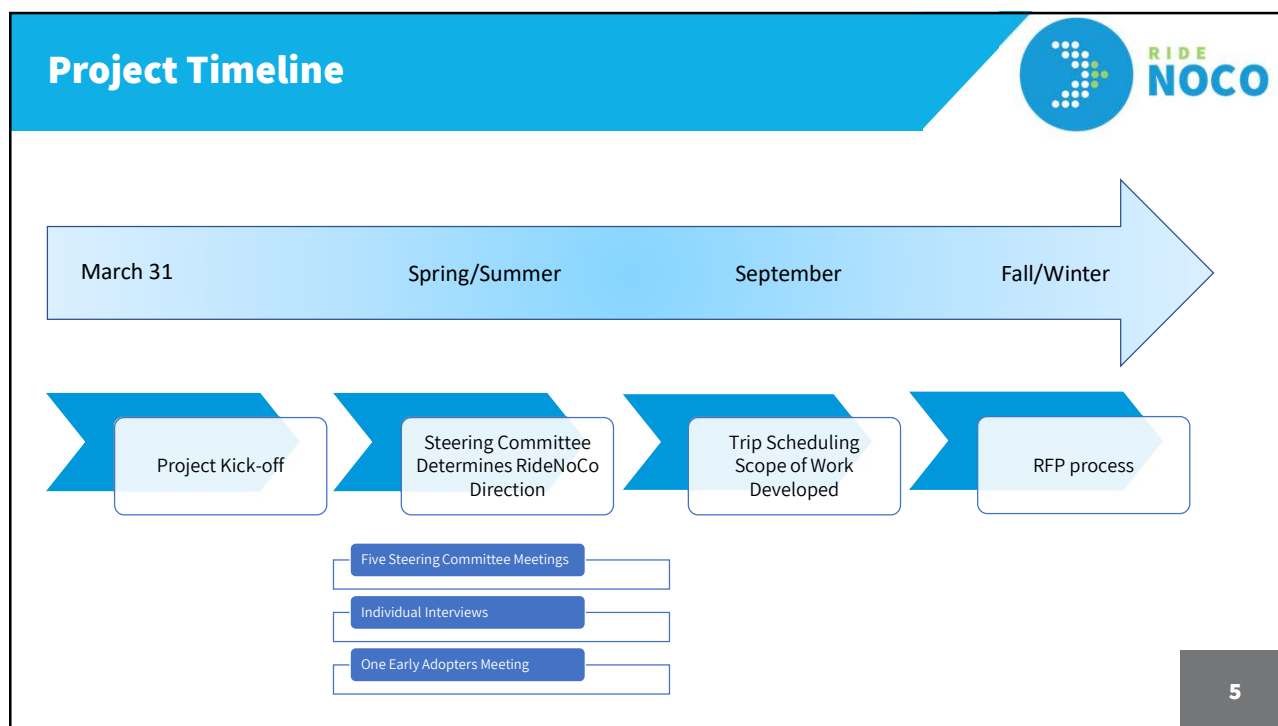 Project Timeline
RIDE
NOCO
March 31
Spring/Summer
September
Fall/Winter
Project Kick-off
Steering Committee
Determines RideNoCo
Direction
Trip Scheduling
Scope of Work
Developed
RFP process
Five Steering Committee Meetings
Individual Interviews
One Early Adopters Meeting
5